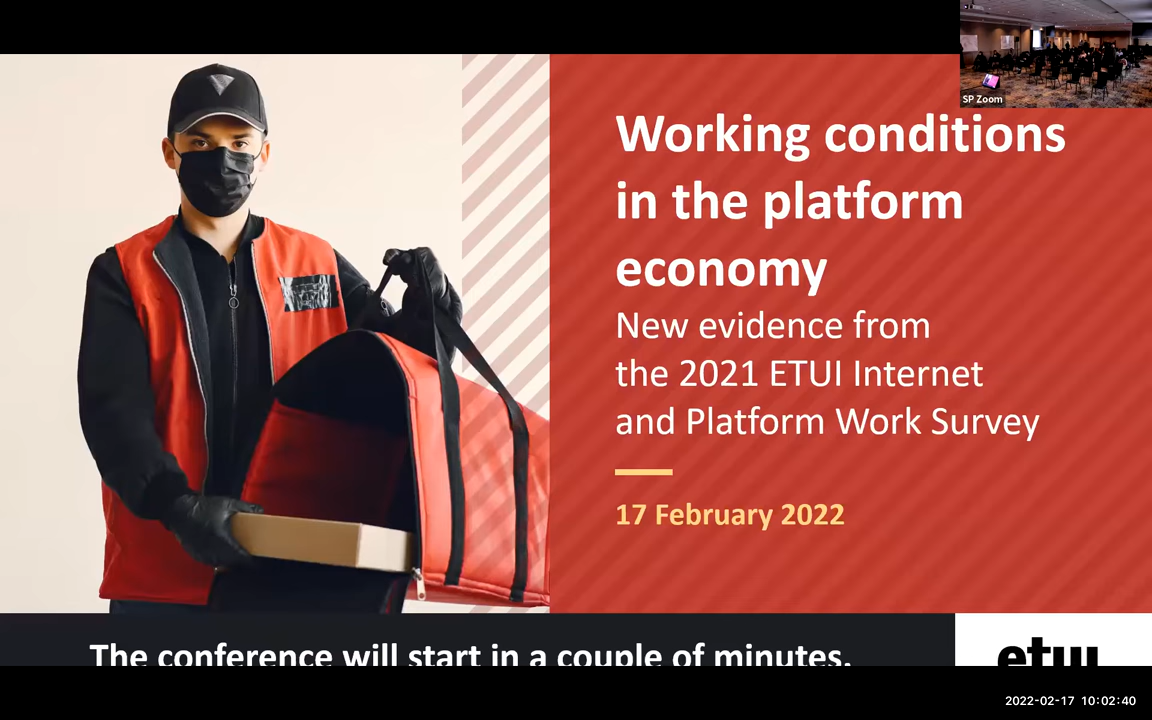 SP Zoom
Working conditions
in the platform
economy
New evidence from
the 2021 ETUI Internet
and Platform Work Survey
17 February 2022
The conference will start in a couple of minutes.
etui
2022-02-17 10:02:40